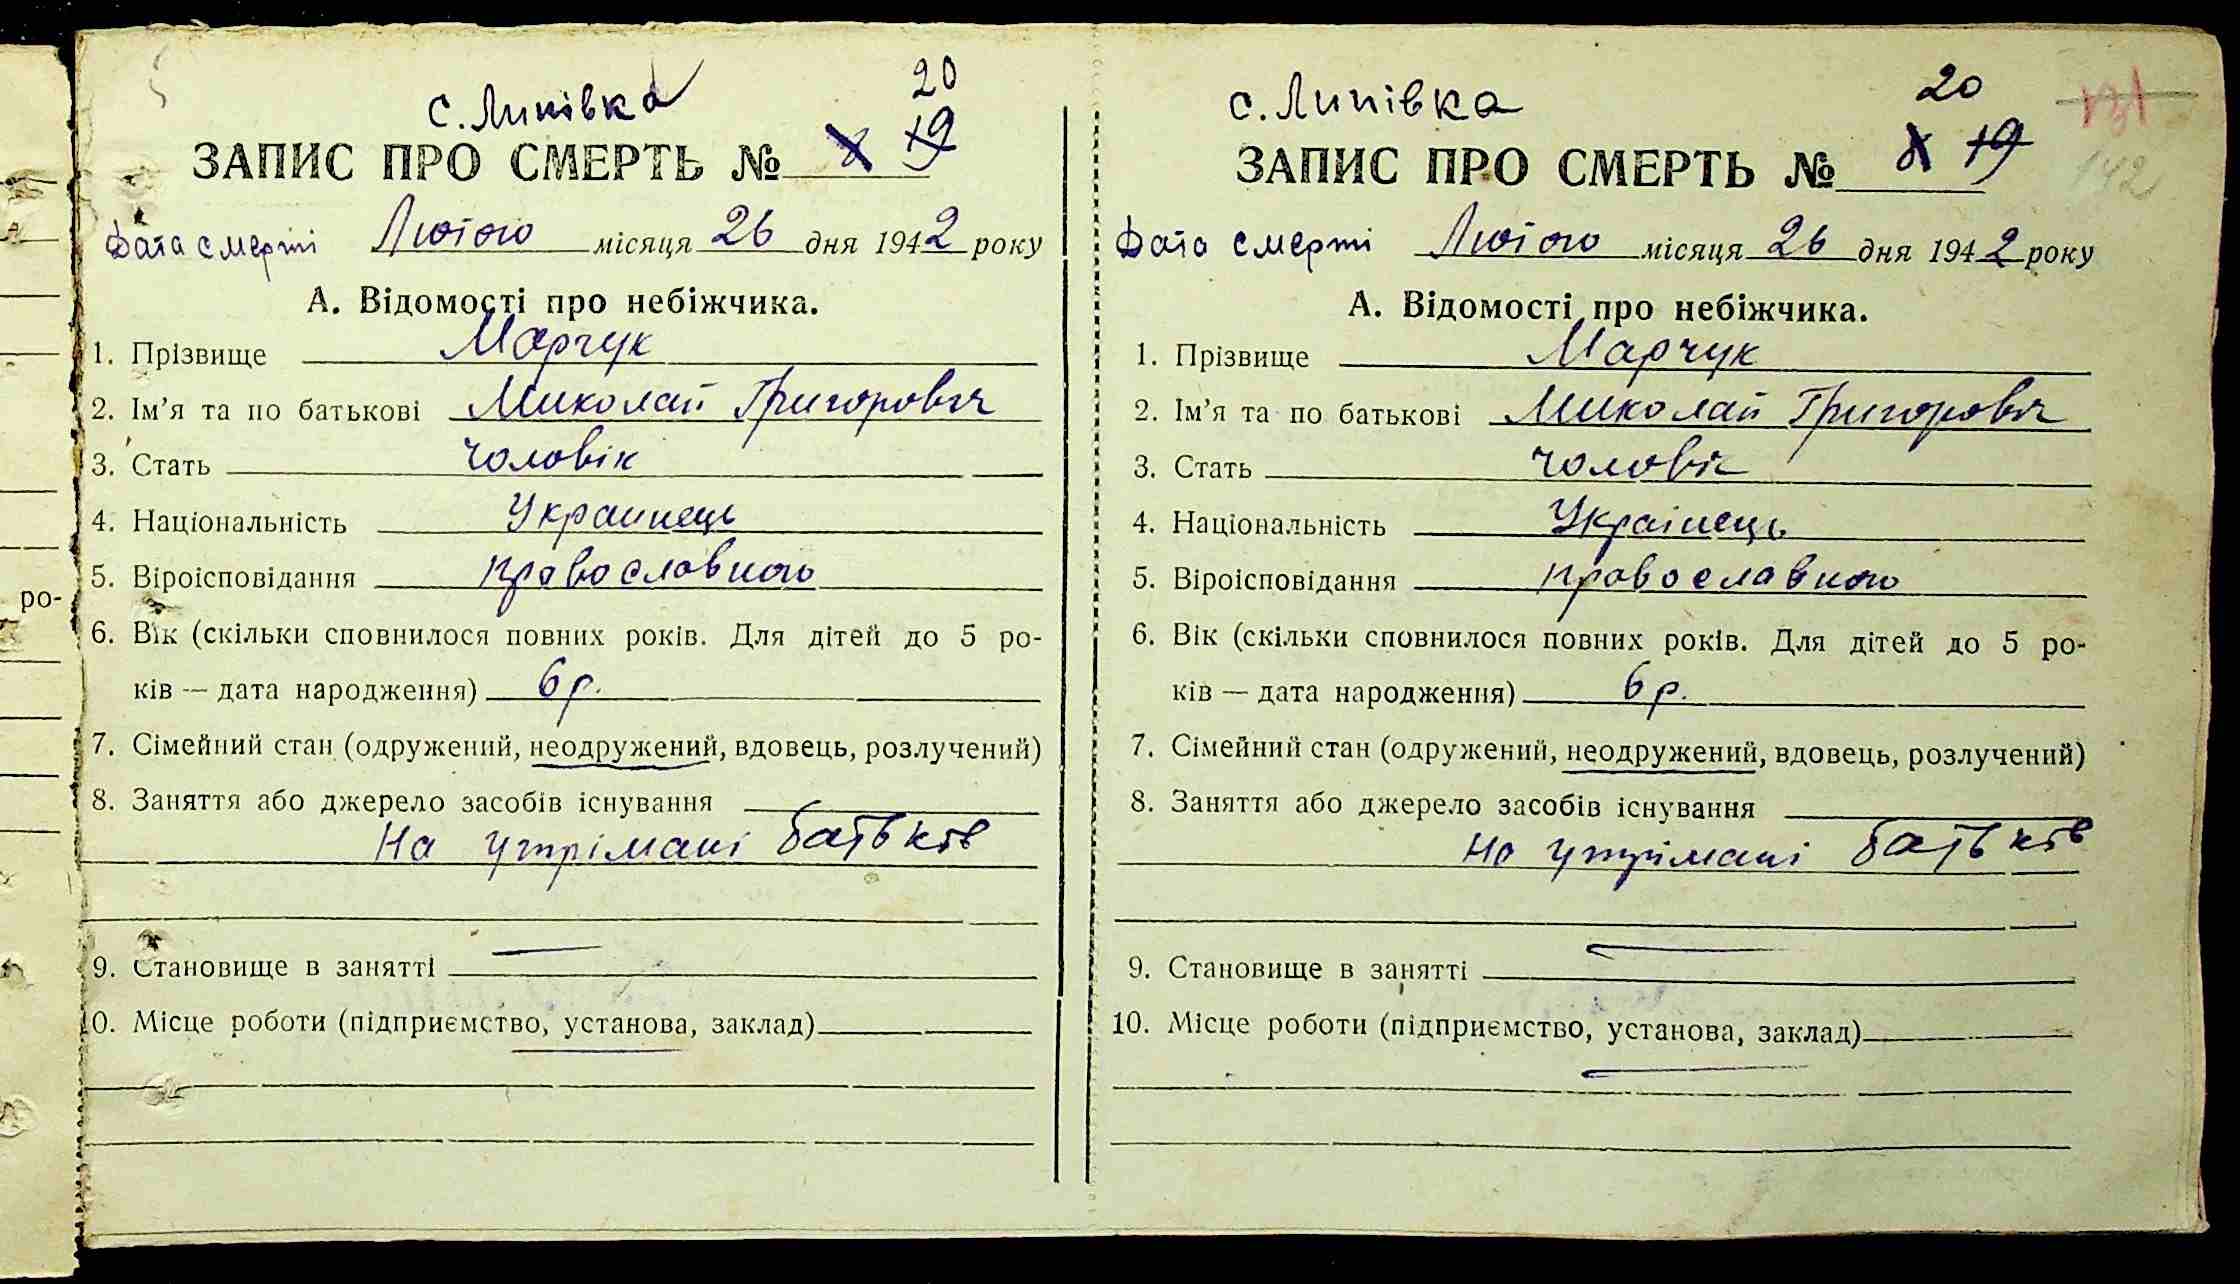 с. Липівка
20
ЗАПИС ПРО СМЕРТЬ № 19
Дата смерті Лютого місяця 26 дня 1942 року
А. Відомості про небіжчика.
1. Прізвище Марчук
2. Ім’я та по батькові Миколай Григорович
3. Стать чоловік
4. Національність Украинець
5. Віроісповідання православного
6. Вік (скільки сповнилося повних років. Для дітей до 5 ро-
ків — дата народження) 6 р.
7. Сімейний стан (одружений, неодружений, вдовець, розлучений)
8. Заняття або джерело засобів існування
На утрімані батьків
9. Становище в занятті —
10. Місце роботи (підприємство, установа, заклад)
—
с. Липівка
20
131
ЗАПИС ПРО СМЕРТЬ № 19
142
Дата смерті Лютого місяця 26 дня 1942 року
А. Відомості про небіжчика.
1. Прізвище Марчук
2. Ім’я та по батькові Миколай Григорович
3. Стать чоловік
4. Національність Украінець
5. Віроісповідання православного
6. Вік (скільки сповнилося повних років. Для дітей до 5 ро-
ків — дата народження) 6 р.
7. Сімейний стан (одружений, неодружений, вдовець, розлучений)
8. Заняття або джерело засобів існування
На утрімані батьків
9. Становище в занятті —
10. Місце роботи (підприємство, установа, заклад)
—
ро-